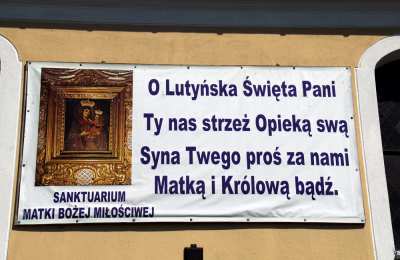 O Lutyńska Święta Pani
Ty nas strzeż Opieką swą
Syna Twego proś za nami
Matką i Królową bądź.
SANKTUARIUM
MATKI BOŻEJ MIŁOŚCIWEJ